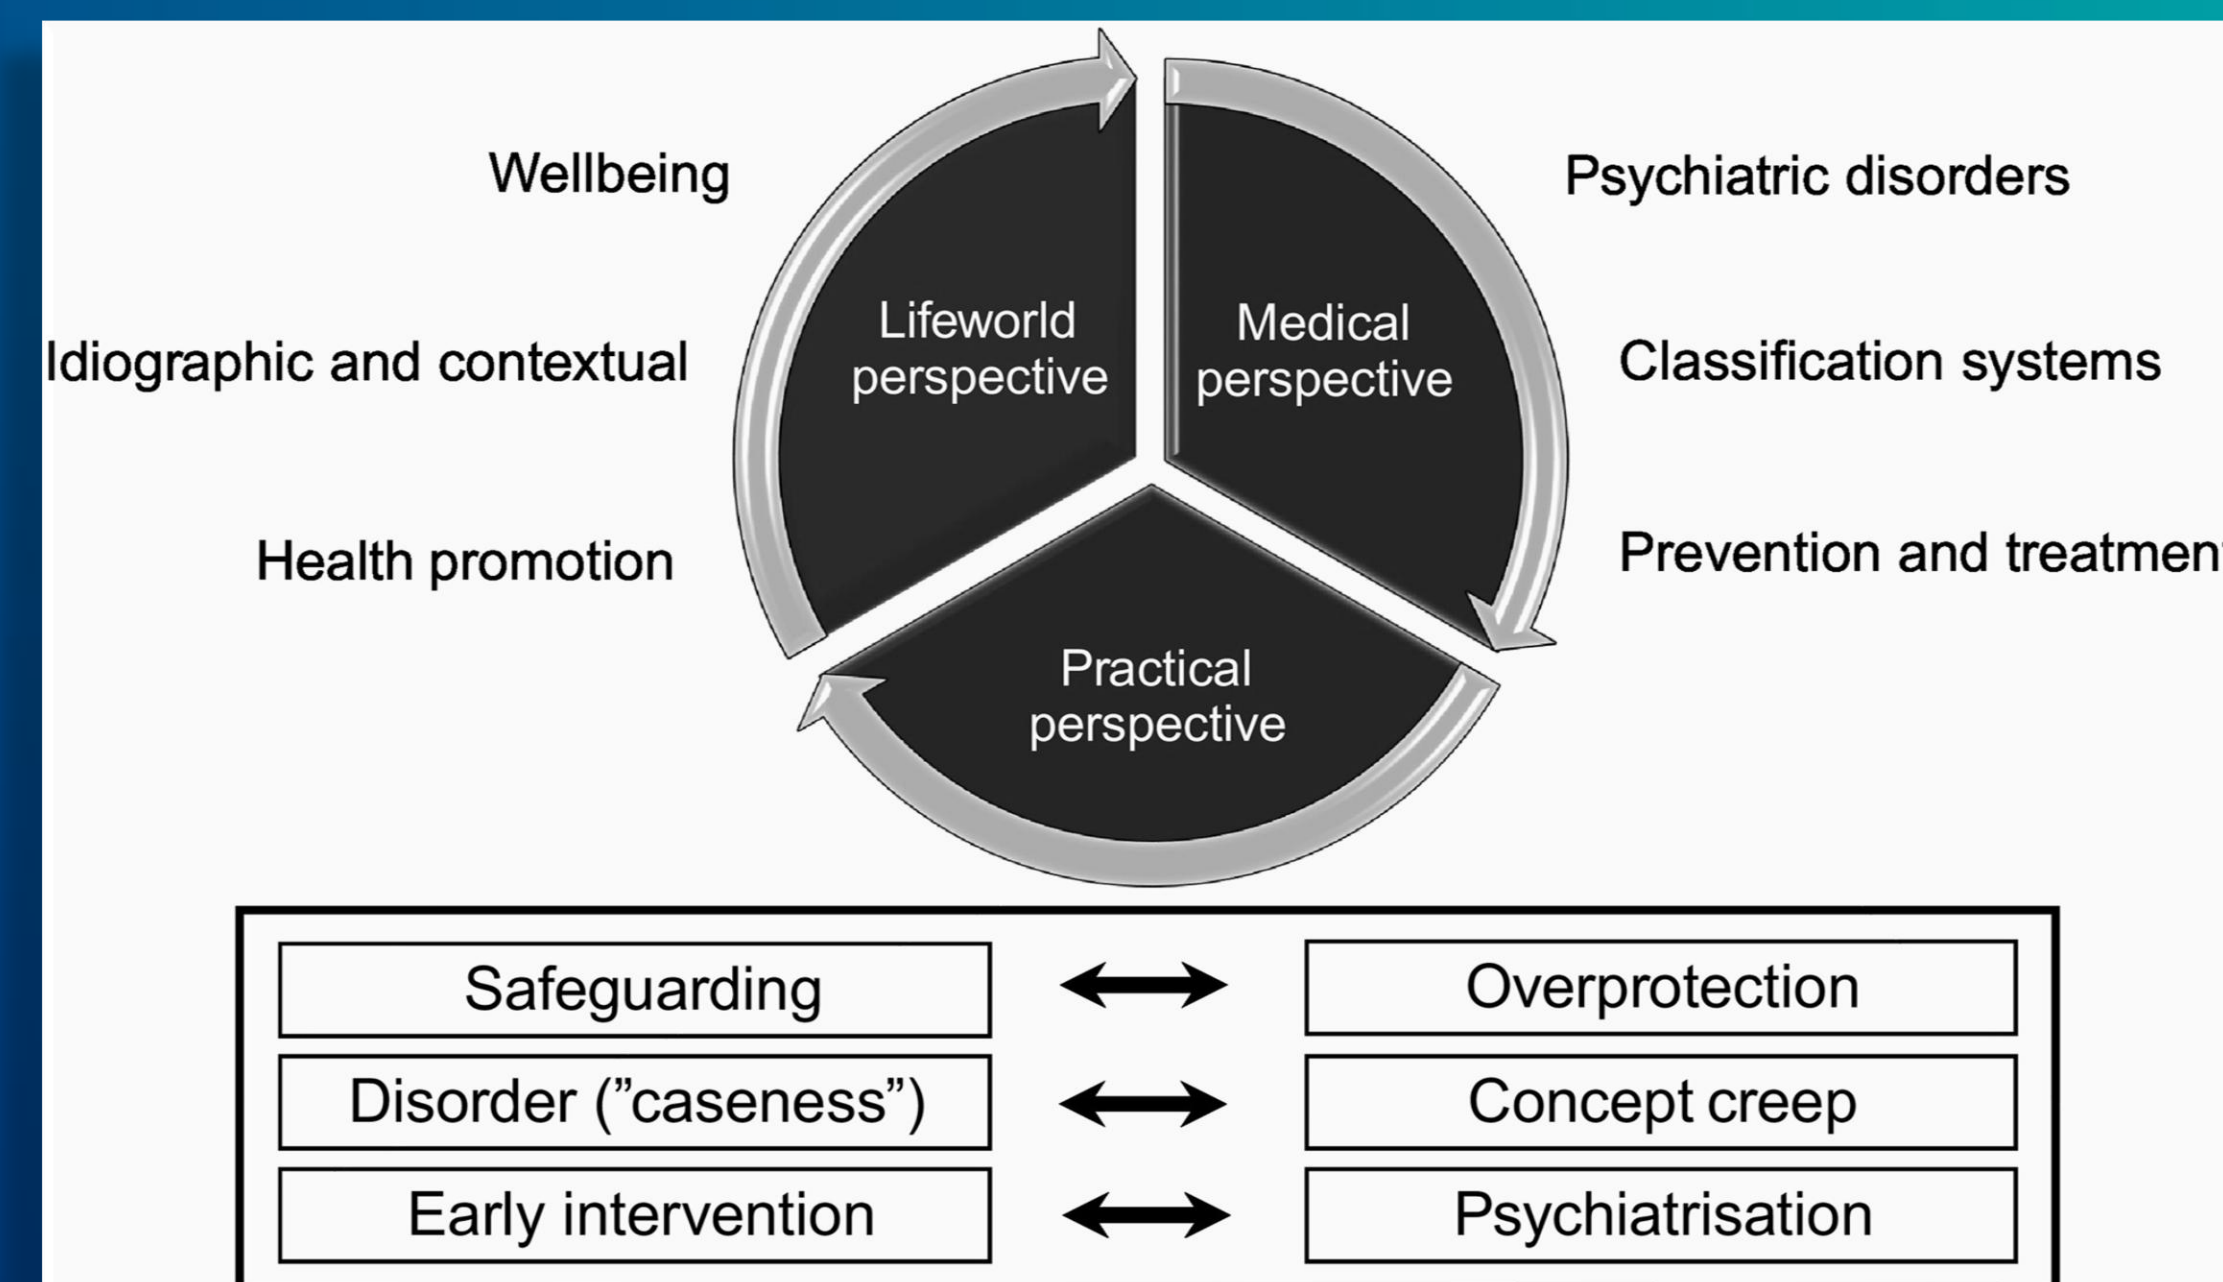 Wellbeing
Idiographic and contextual
Health promotion
Lifeworld
perspective
Medical
perspective
Psychiatric disorders
Classification systems
Prevention and treatment
Practical
perspective
Safeguarding
Overprotection
Disorder (”caseness”)
Concept creep
Early intervention
Psychiatrisation